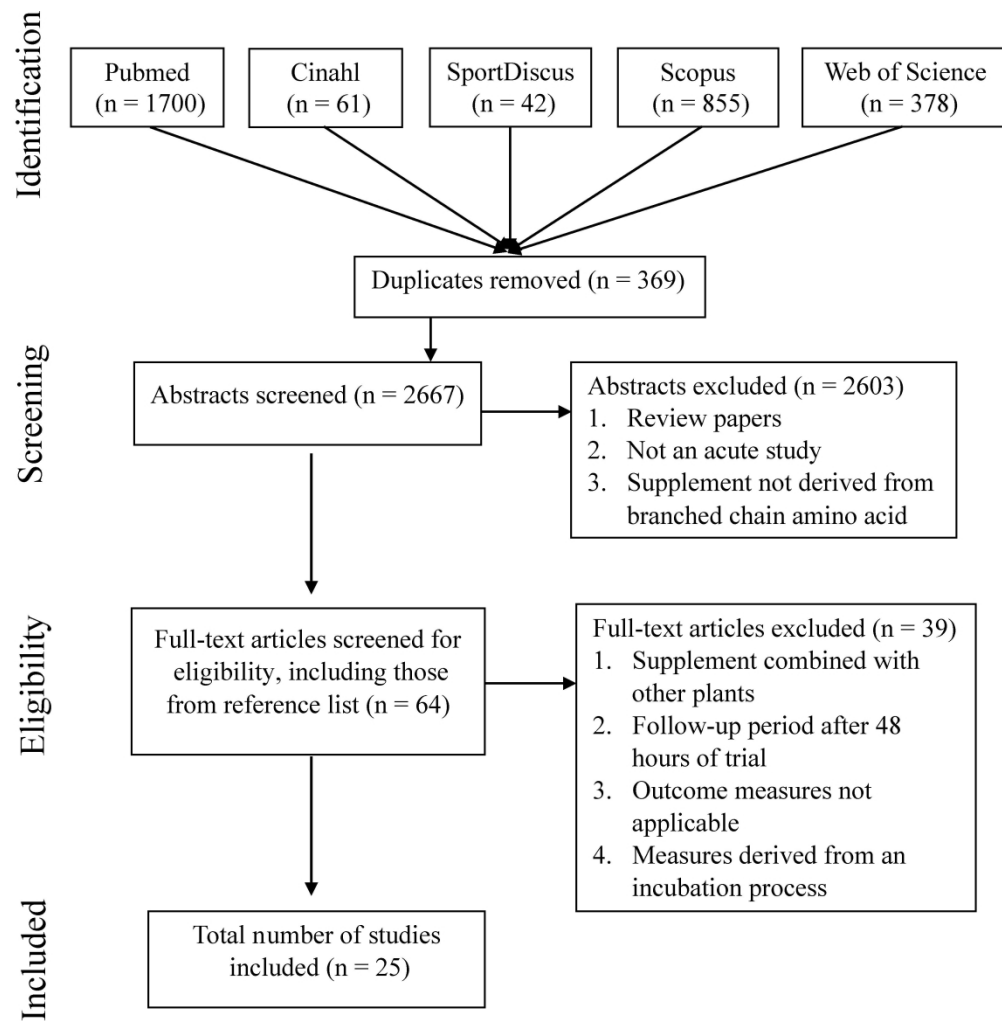 Identification
Pubmed
(n = 1700)
Cinahl
(n = 61)
SportDiscus
(n = 42)
Scopus
(n = 855)
Web of Science
(n = 378)
Duplicates removed (n = 369)
Screening
Abstracts screened (n = 2667)
Abstracts excluded (n = 2603)
1. Review papers
2. Not an acute study
3. Supplement not derived from
branched chain amino acid
Eligibility
Full-text articles screened for
eligibility, including those
from reference list (n = 64)
Full-text articles excluded (n = 39)
1. Supplement combined with
other plants
2. Follow-up period after 48
hours of trial
3. Outcome measures not
applicable
4. Measures derived from an
incubation process
Included
Total number of studies
included (n = 25)